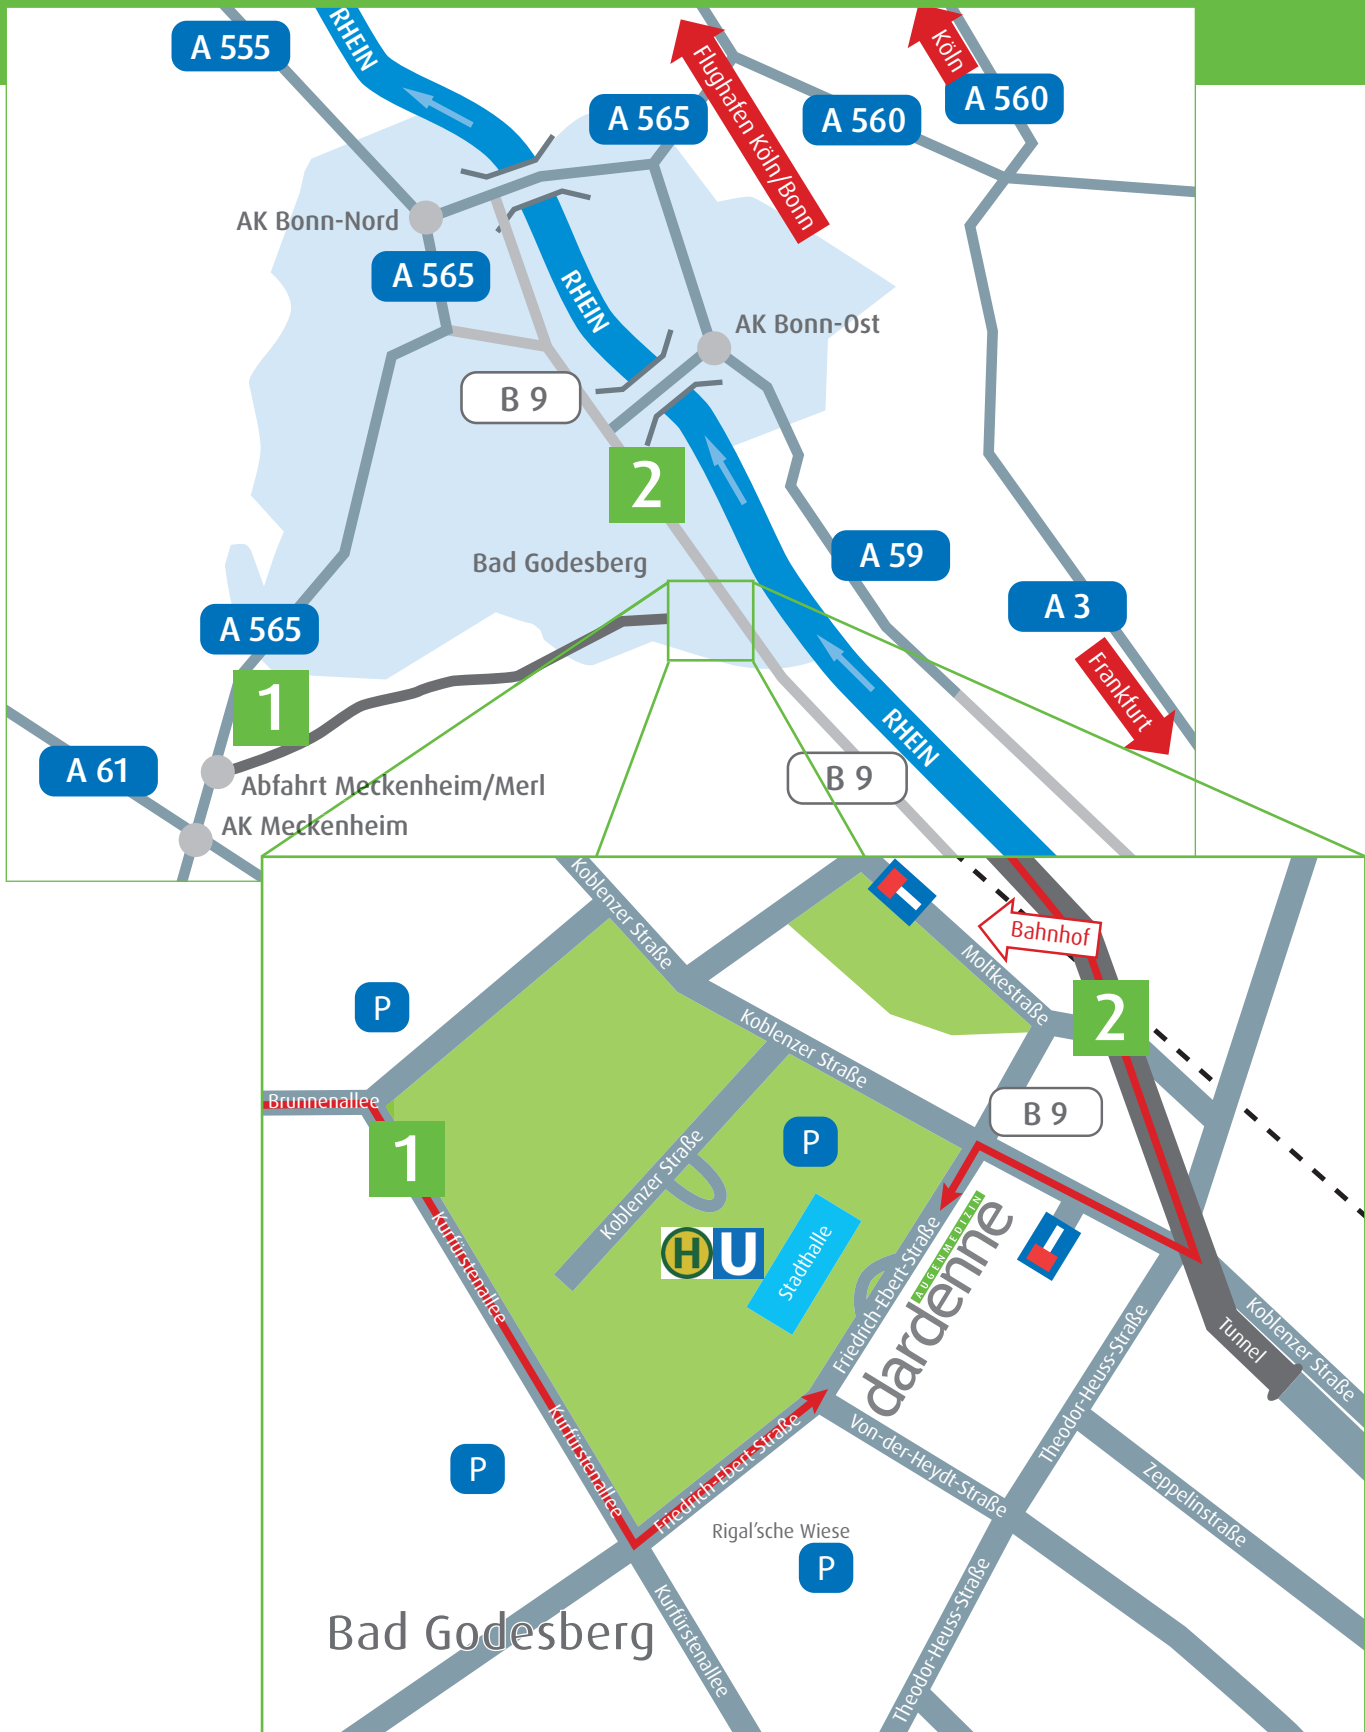 RHEIN
A 555
Köln
Flughafen Köln/Bonn
A 560
A 565
A 560
AK Bonn-Nord
A 565
RHEIN
AK Bonn-Ost
B 9
2
A 59
Bad Godesberg
A 3
A 565
Frankfurt
1
RHEIN
A 61
B 9
Abfahrt Meckenheim/Merl
AK Meckenheim
Koblenzer Straße
Bahnhof
Moltkestraße
P
2
Koblenzer Straße
Brunnenallee
B 9
P
1
Koblenzer Straße
Kurfürstenallee
H
U
Stadthalle
Friedrich-Ebert-Straße
AUGENMEDIZIN
dardenne
Koblenzer Straße
Tunnel
Theodor-Heuss-Straße
Kurfürstenallee
Friedrich-Ebert-Straße
Von-der-Heydt-Straße
P
Zeppelinstraße
Rigal'sche Wiese
P
Bad Godesberg
Kurfürstenallee
Theodor-Heuss-Straße